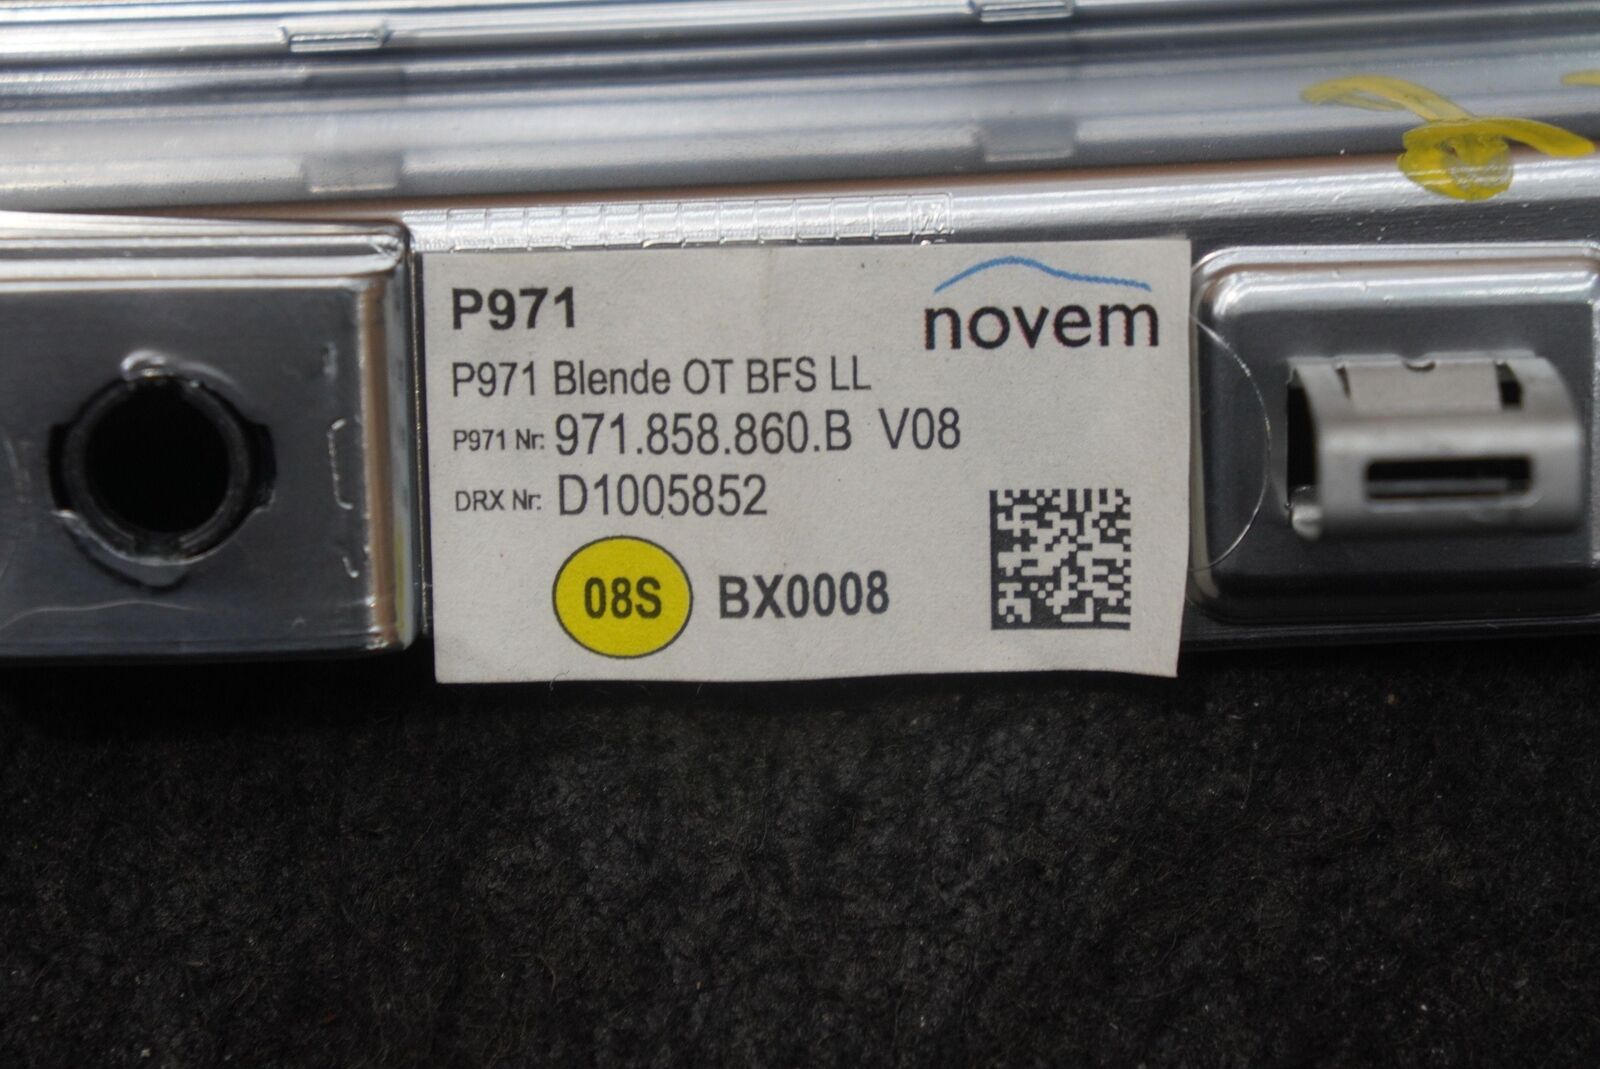 P971
novem
P971 Blende OT BFS LL
P971 Nr: 971.858.860.B V08
DRX Nr: D1005852
08S BX0008